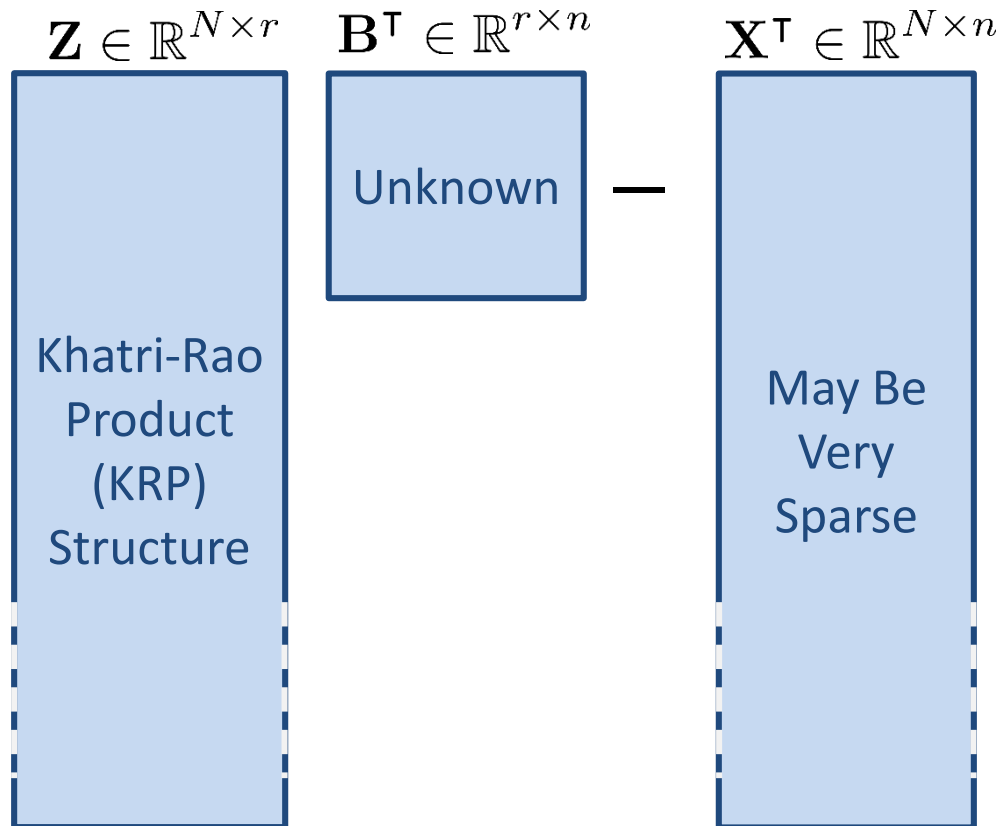 𝐙 ∈ ℝ^{N×r}
𝐁^⊤ ∈ ℝ^{r×n}
𝐗^⊤ ∈ ℝ^{N×n}
Unknown
—
Khatri-Rao
Product
(KRP)
Structure
May Be
Very
Sparse